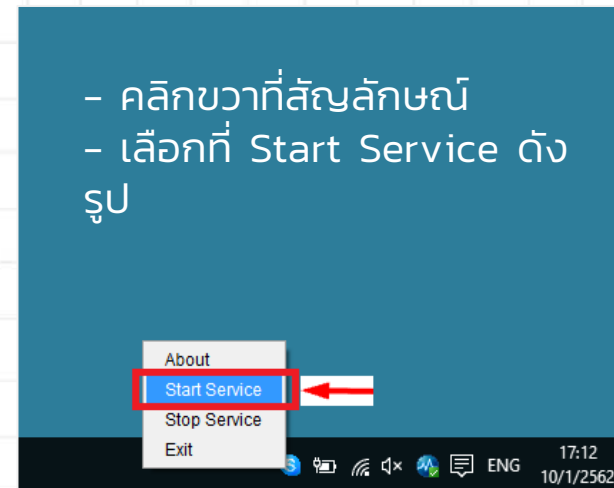 - คลิกขวาที่สัญลักษณ์
- เลือกที่ Start Service ดัง
รูป
About
Start Service
Stop Service
Exit
ENG
17:12
10/1/2562